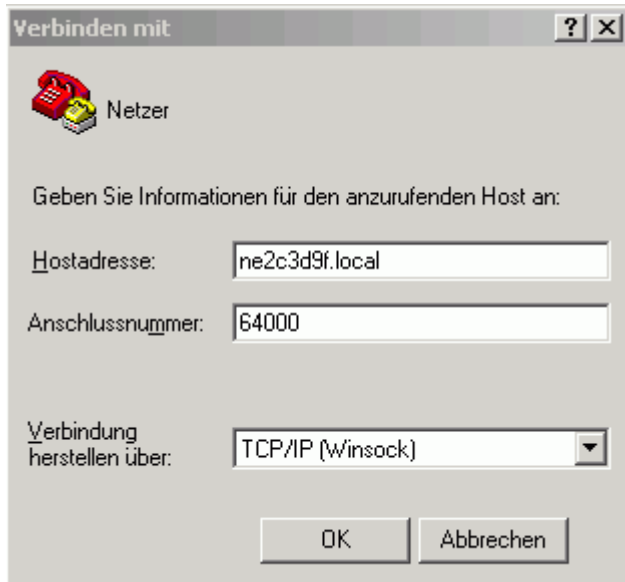 Verbinden mit
Netzer
Geben Sie Informationen für den anzurufenden Host an:
Hostadresse: ne2c3d9f.local
Anschlussnummer: 64000
Verbindung
herstellen über: TCP/IP (Winsock)
OK Abbrechen